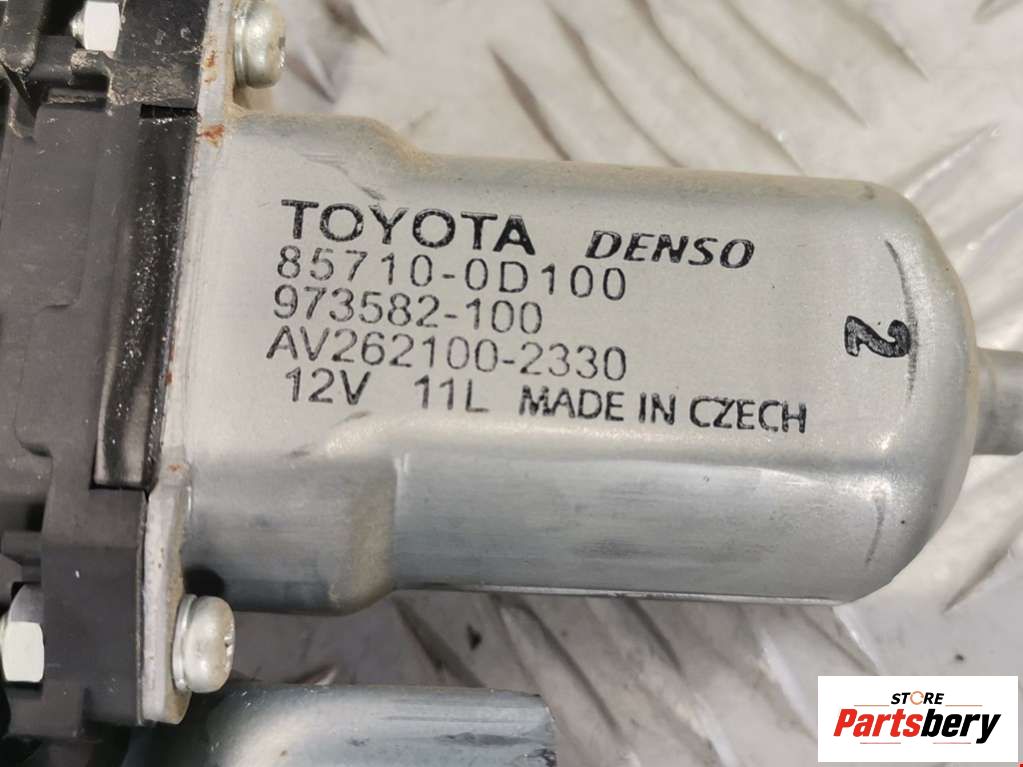 TOYOTA DENSO
85710-0D100
973582-100
AV262100-2330
12V 11L MADE IN CZECH
2
STORE
Partsbery